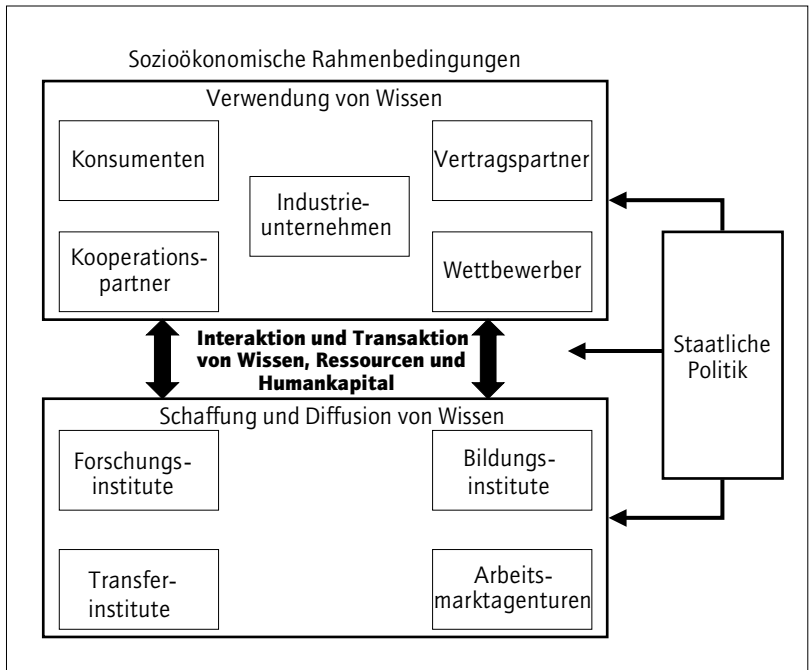 Sozioökonomische Rahmenbedingungen
Verwendung von Wissen
Konsumenten
Vertragspartner
Industrie-
unternehmen
Kooperations-
partner
Wettbewerber
Interaktion und Transaktion
von Wissen, Ressourcen und
Humankapital
Staatliche
Politik
Schaffung und Diffusion von Wissen
Forschungs-
institute
Bildungs-
institute
Transfer-
institute
Arbeits-
marktagenturen